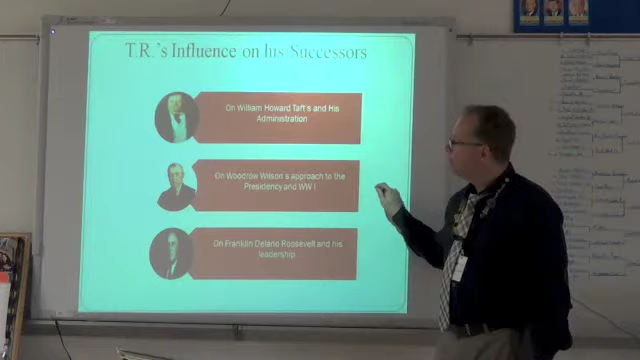 T.R.'s Influence on his Successors
On William Howard Taft's and His
Administration
On Woodrow Wilson's approach to the
Presidency and WW I
On Franklin Delano Roosevelt and his
leadership.